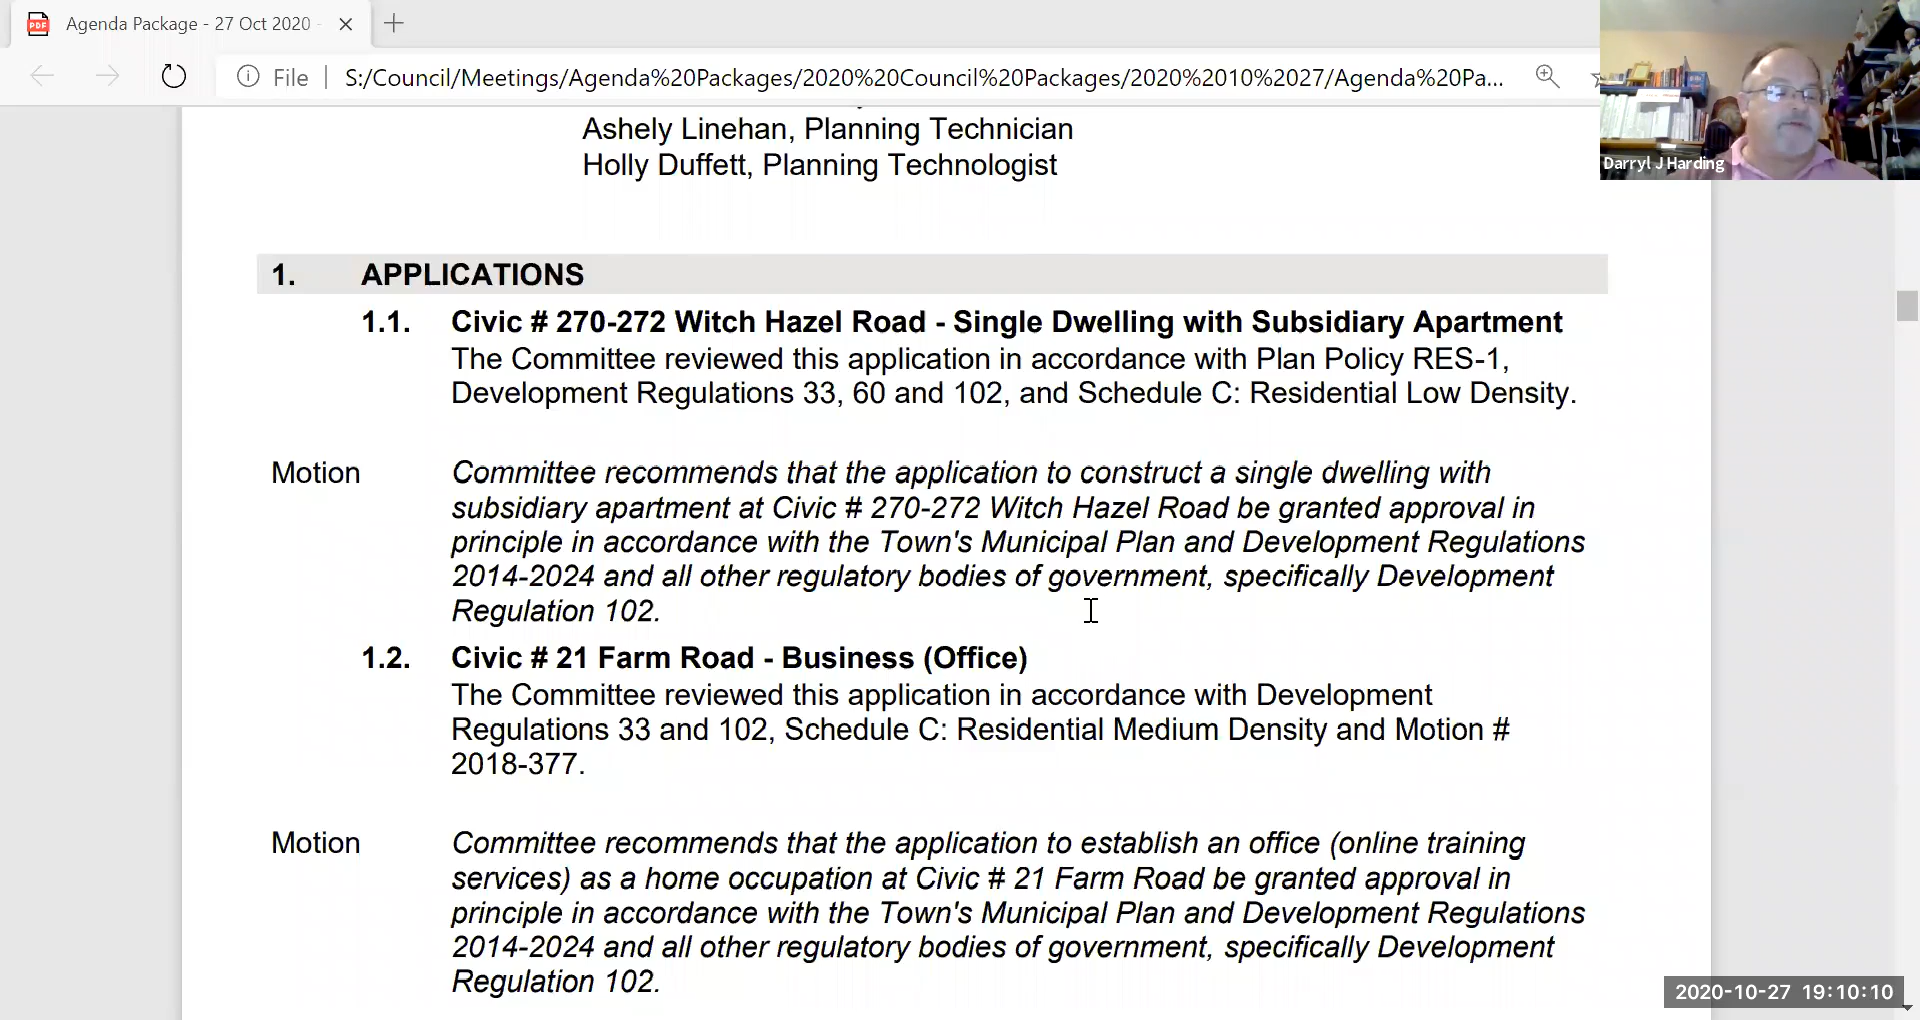 Agenda Package - 27 Oct 2020
File
S:/Council/Meetings/Agenda%20Packages/2020%20Council%20Packages/2020%2010%2027/Agenda%20Pa...
Darryl J Harding
Ashely Linehan, Planning Technician
Holly Duffett, Planning Technologist
1. APPLICATIONS
1.1. Civic # 270-272 Witch Hazel Road - Single Dwelling with Subsidiary Apartment
The Committee reviewed this application in accordance with Plan Policy RES-1,
Development Regulations 33, 60 and 102, and Schedule C: Residential Low Density.
Motion Committee recommends that the application to construct a single dwelling with
subsidiary apartment at Civic # 270-272 Witch Hazel Road be granted approval in
principle in accordance with the Town's Municipal Plan and Development Regulations
2014-2024 and all other regulatory bodies of government, specifically Development
Regulation 102.
1.2. Civic # 21 Farm Road - Business (Office)
The Committee reviewed this application in accordance with Development
Regulations 33 and 102, Schedule C: Residential Medium Density and Motion #
2018-377.
Motion Committee recommends that the application to establish an office (online training
services) as a home occupation at Civic # 21 Farm Road be granted approval in
principle in accordance with the Town's Municipal Plan and Development Regulations
2014-2024 and all other regulatory bodies of government, specifically Development
Regulation 102.
2020-10-27 19:10:10